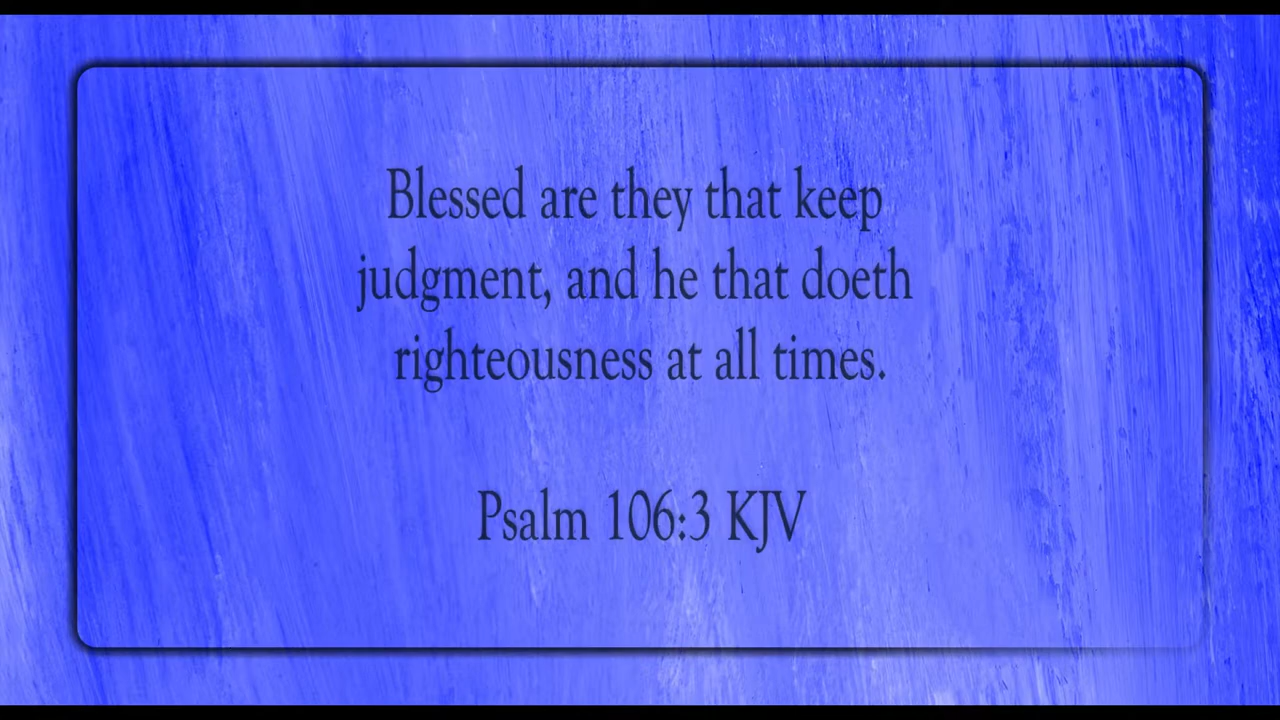 Blessed are they that keep
judgment, and he that doeth
righteousness at all times.
Psalm 106:3 KJV